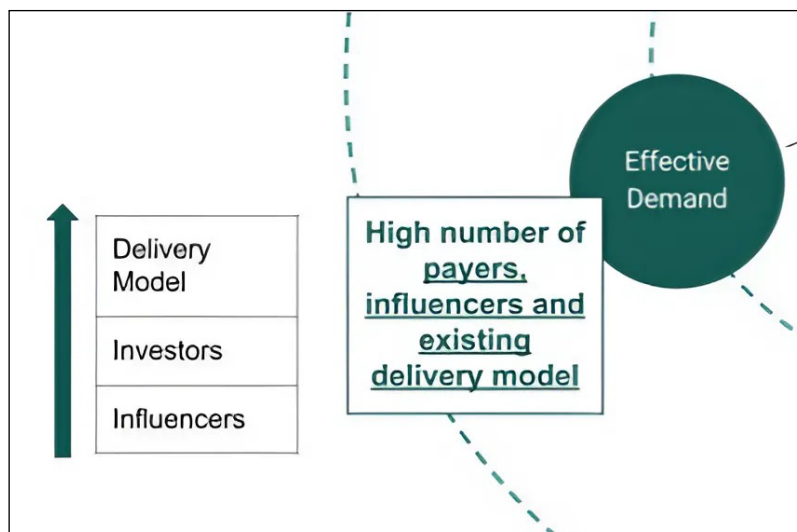 Effective
Demand
Delivery
Model
Investors
Influencers
High number of
payers,
influencers and
existing
delivery model